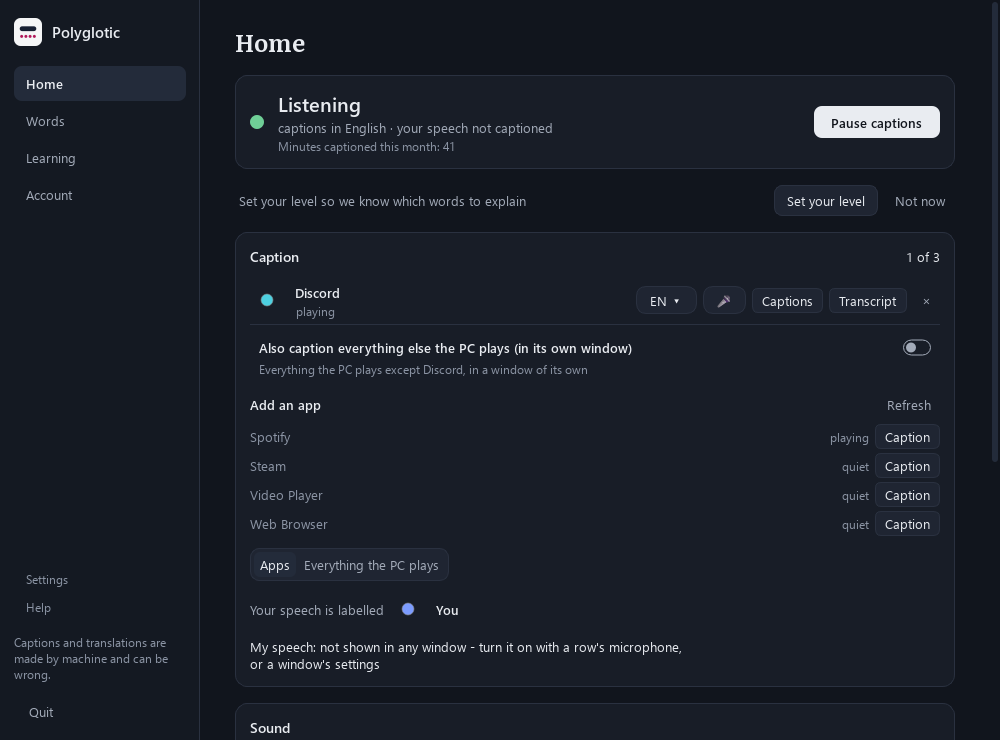 Polyglotic
Home
Words
Learning
Account
Settings
Help
Captions and translations are
made by machine and can be
wrong.
Quit
Home
Listening
captions in English · your speech not captioned
Minutes captioned this month: 41
Pause captions
Set your level so we know which words to explain
Set your level
Not now
Caption
1 of 3
Discord
playing
EN ▾
Captions
Transcript
×
Also caption everything else the PC plays (in its own window)
Everything the PC plays except Discord, in a window of its own
Add an app
Refresh
Spotify
playing
Caption
Steam
quiet
Caption
Video Player
quiet
Caption
Web Browser
quiet
Caption
Apps
Everything the PC plays
Your speech is labelled
You
My speech: not shown in any window - turn it on with a row's microphone,
or a window's settings
Sound